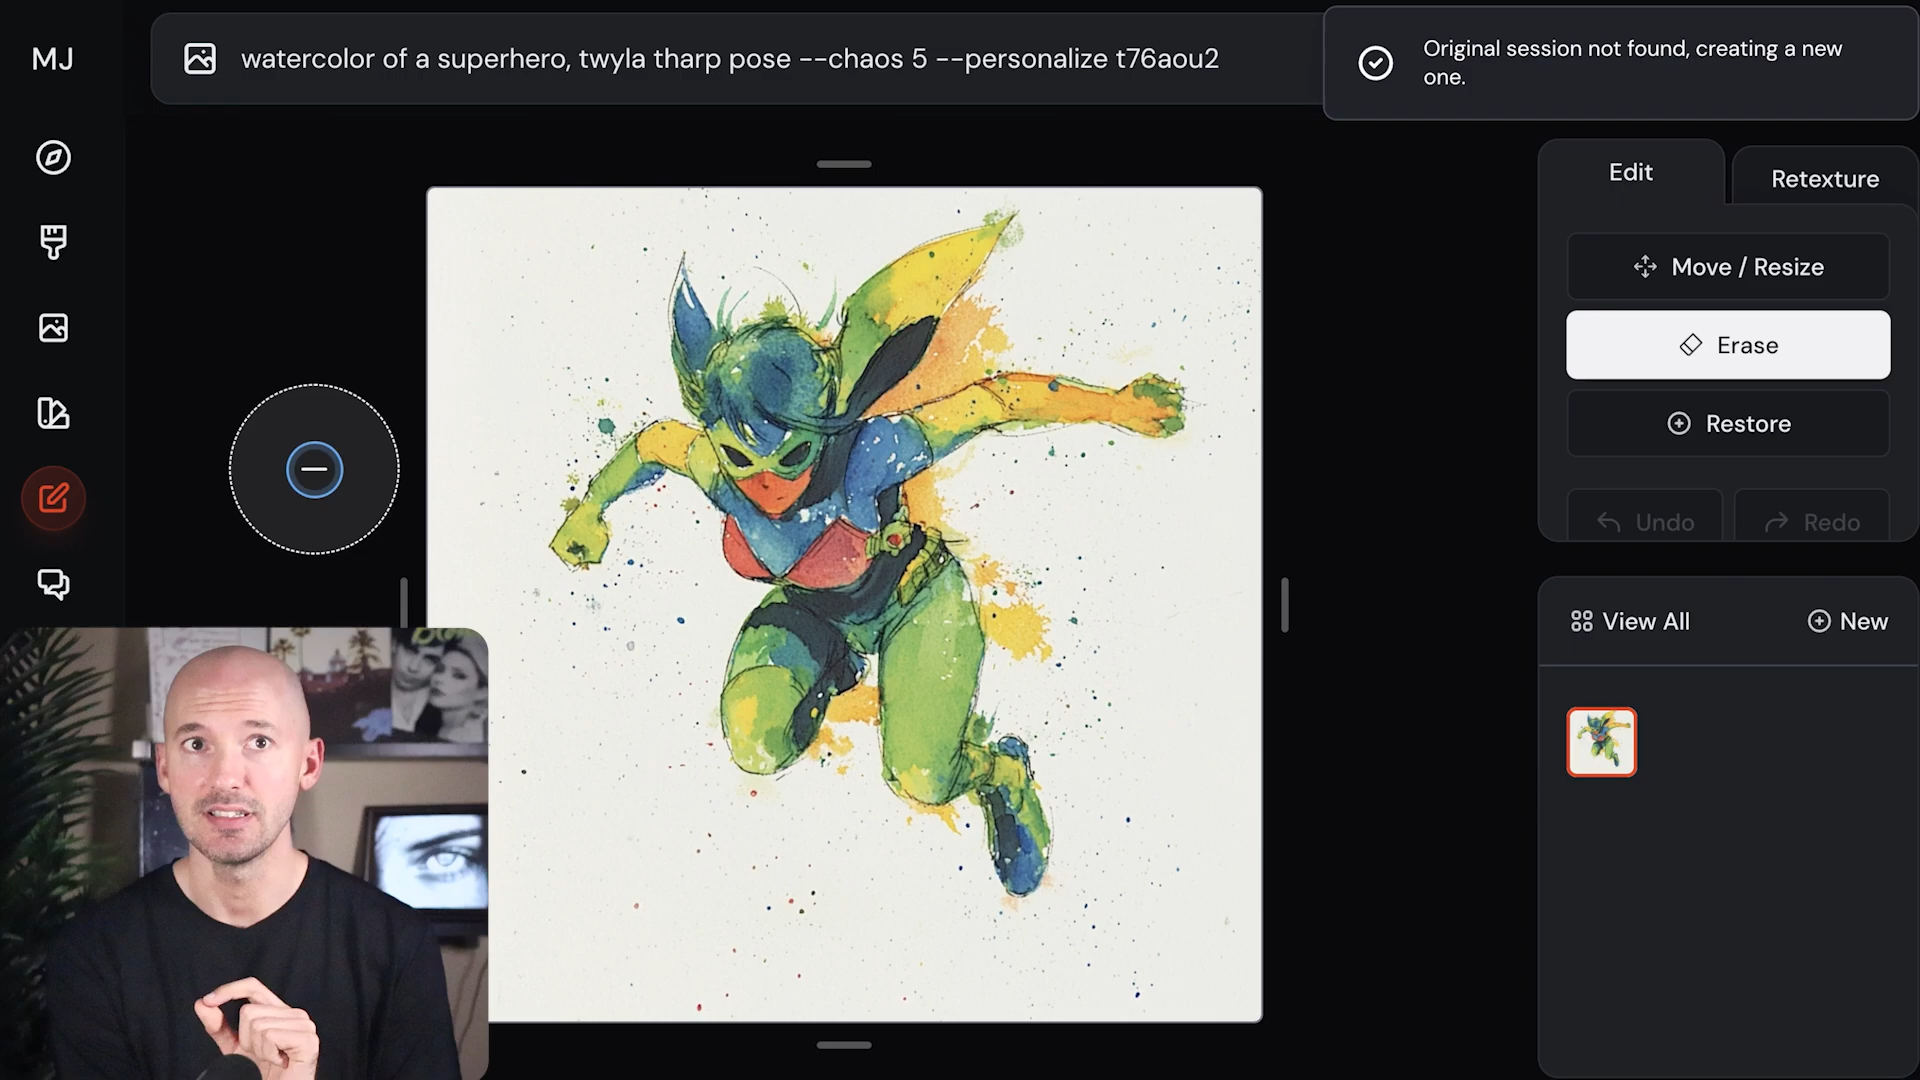 MJ
watercolor of a superhero, twyla tharp pose --chaos 5 --personalize t76aou2
Original session not found, creating a new
one.
Edit
Retexture
Move / Resize
Erase
Restore
Undo
Redo
View All
New